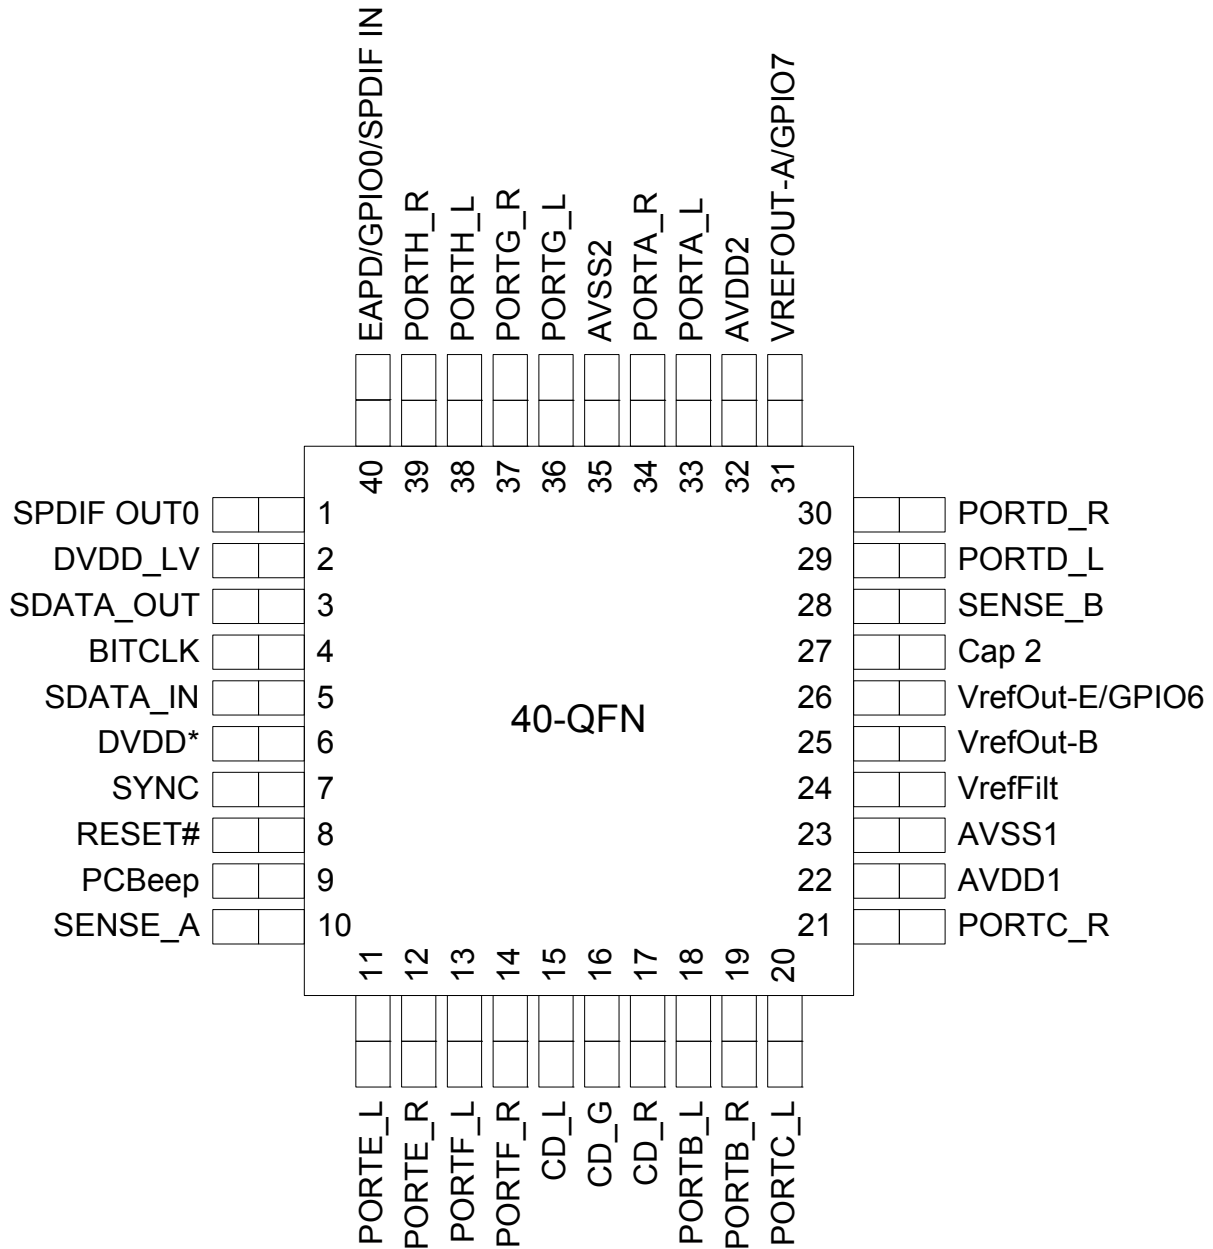 EAPD/GPIO0/SPDIF IN
PORTH_R
PORTH_L
PORTG_R
PORTG_L
AVSS2
PORTA_R
PORTA_L
AVDD2
VREFOUT-A/GPIO7
40
39
38
37
36
35
34
33
32
31
SPDIF OUT0 1
DVDD_LV 2
SDATA_OUT 3
BITCLK 4
SDATA_IN 5
DVDD* 6
SYNC 7
RESET# 8
PCBeep 9
SENSE_A 10
40-QFN
30 PORTD_R
29 PORTD_L
28 SENSE_B
27 Cap 2
26 VrefOut-E/GPIO6
25 VrefOut-B
24 VrefFilt
23 AVSS1
22 AVDD1
21 PORTC_R
11
12
13
14
15
16
17
18
19
20
PORTE_L
PORTE_R
PORTF_L
PORTF_R
CD_L
CD_G
CD_R
PORTB_L
PORTB_R
PORTC_L